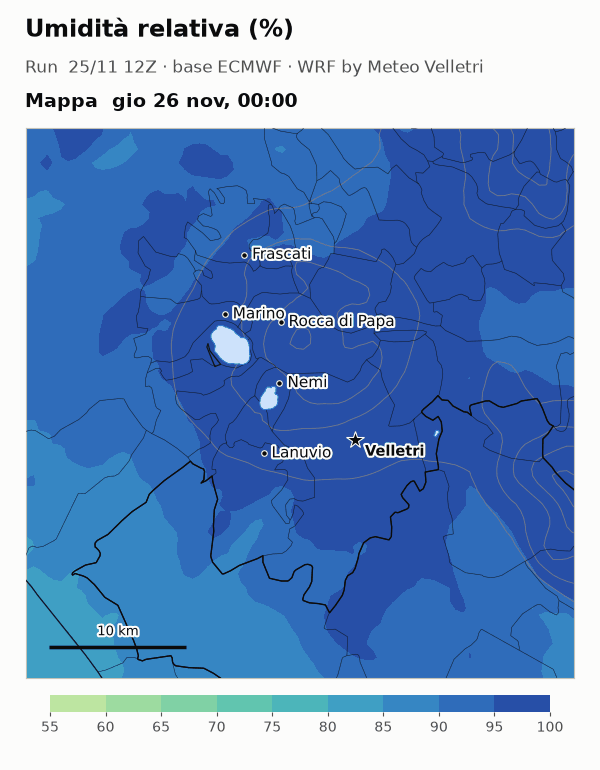 Umidità relativa (%)
Run  25/11 12Z · base ECMWF · WRF by Meteo Velletri
Mappa  gio 26 nov, 00:00
Frascati
Marino
Rocca di Papa
Nemi
Velletri
Lanuvio
10 km
55 60 65 70 75 80 85 90 95 100